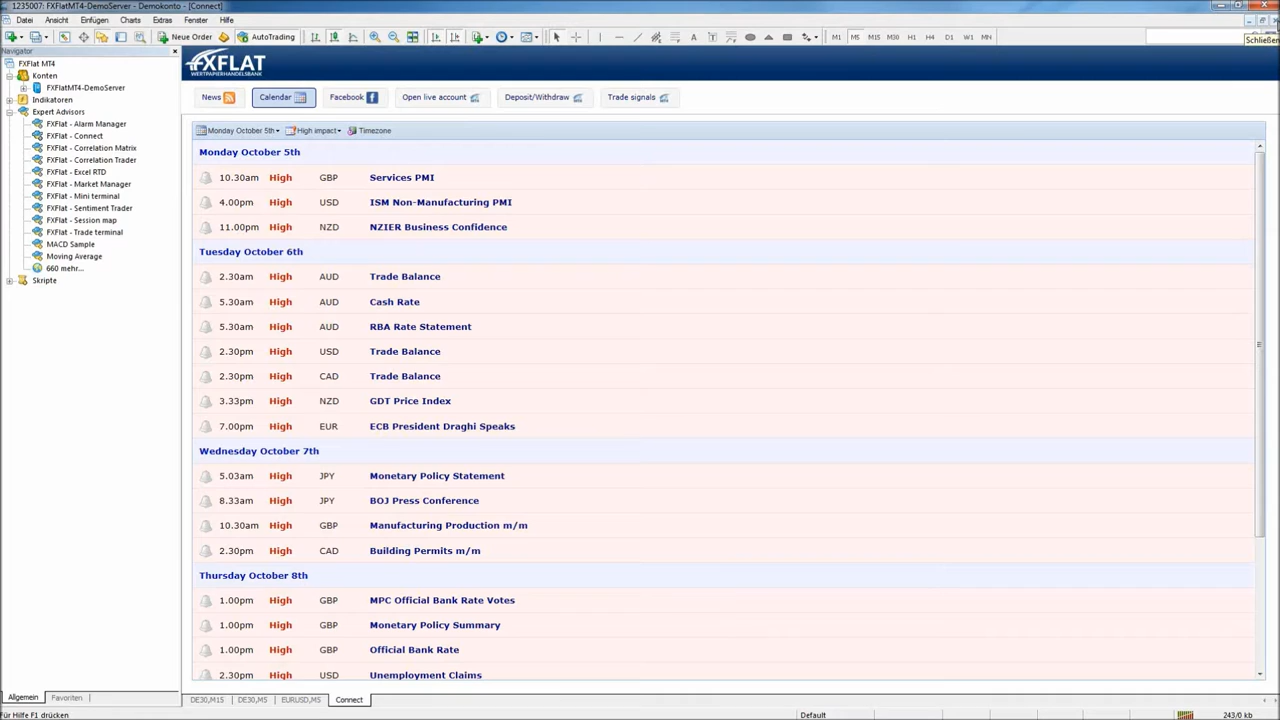 1235007: FXFlatMT4-DemoServer - Demokonto - [Connect]
Datei Ansicht Einfügen Charts Extras Fenster Hilfe
Neue Order AutoTrading M1 M5 M15 M30 H1 H4 D1 W1 MN
Schließen
Navigator
FXFlat MT4
Konten
FXFlatMT4-DemoServer
Indikatoren
Expert Advisors
FXFlat - Alarm Manager
FXFlat - Connect
FXFlat - Correlation Matrix
FXFlat - Correlation Trader
FXFlat - Excel RTD
FXFlat - Market Manager
FXFlat - Mini terminal
FXFlat - Sentiment Trader
FXFlat - Session map
FXFlat - Trade terminal
MACD Sample
Moving Average
660 mehr...
Skripte
Allgemein Favoriten
FXFLAT
WERTPAPIERHANDELSBANK
News Calendar Facebook Open live account Deposit/Withdraw Trade signals
Monday October 5th High impact Timezone
Monday October 5th
10.30am High GBP Services PMI
4.00pm High USD ISM Non-Manufacturing PMI
11.00pm High NZD NZIER Business Confidence
Tuesday October 6th
2.30am High AUD Trade Balance
5.30am High AUD Cash Rate
5.30am High AUD RBA Rate Statement
2.30pm High USD Trade Balance
2.30pm High CAD Trade Balance
3.33pm High NZD GDT Price Index
7.00pm High EUR ECB President Draghi Speaks
Wednesday October 7th
5.03am High JPY Monetary Policy Statement
8.33am High JPY BOJ Press Conference
10.30am High GBP Manufacturing Production m/m
2.30pm High CAD Building Permits m/m
Thursday October 8th
1.00pm High GBP MPC Official Bank Rate Votes
1.00pm High GBP Monetary Policy Summary
1.00pm High GBP Official Bank Rate
2.30pm High USD Unemployment Claims
DE30,M15 DE30,M5 EURUSD,M5 Connect
Für Hilfe F1 drücken Default 243/0 kb